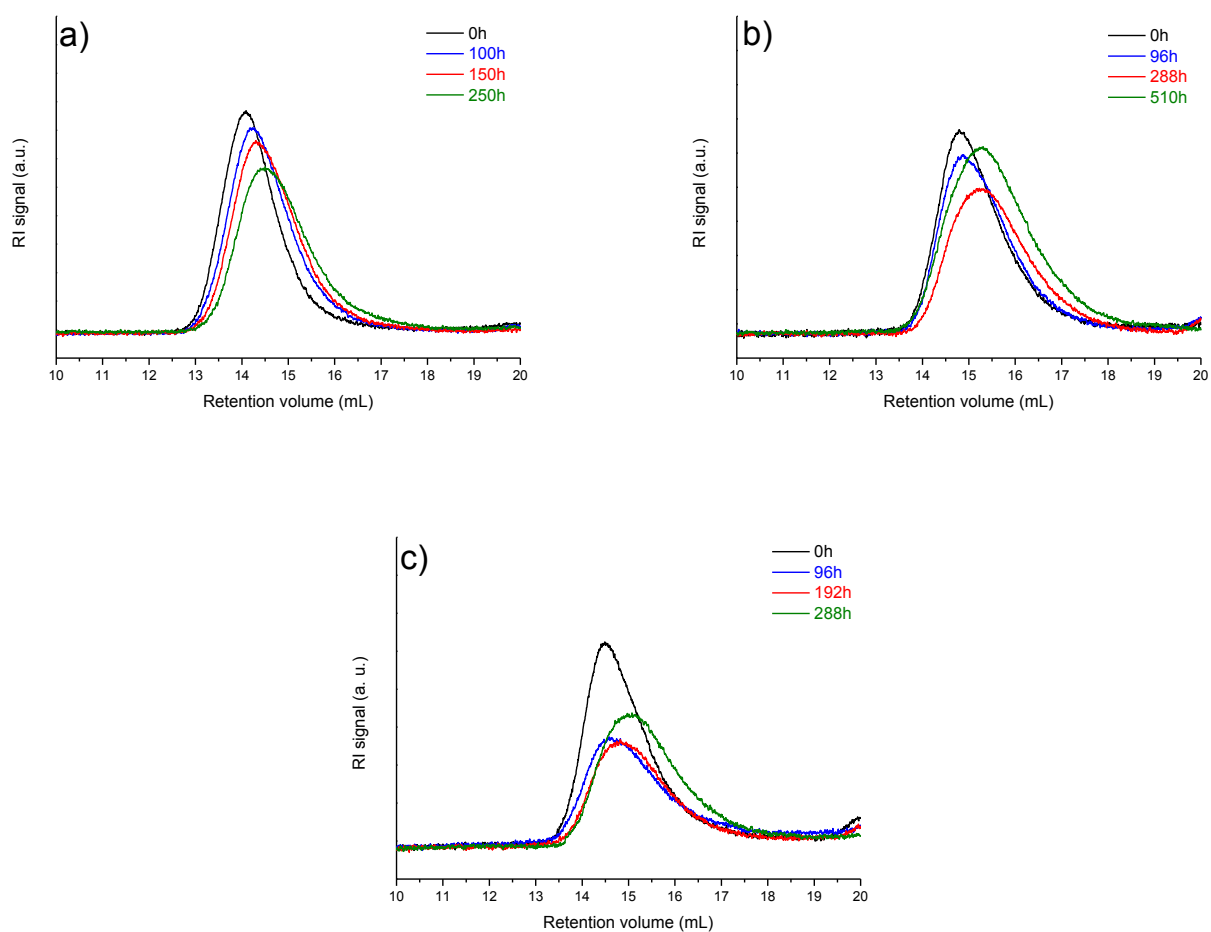 a)
0h
100h
150h
250h
RI signal (a.u.)
10 11 12 13 14 15 16 17 18 19 20
Retention volume (mL)
b)
0h
96h
288h
510h
RI signal (a.u.)
10 11 12 13 14 15 16 17 18 19 20
Retention volume (mL)
c)
0h
96h
192h
288h
RI signal (a. u.)
10 11 12 13 14 15 16 17 18 19 20
Retention volume (mL)